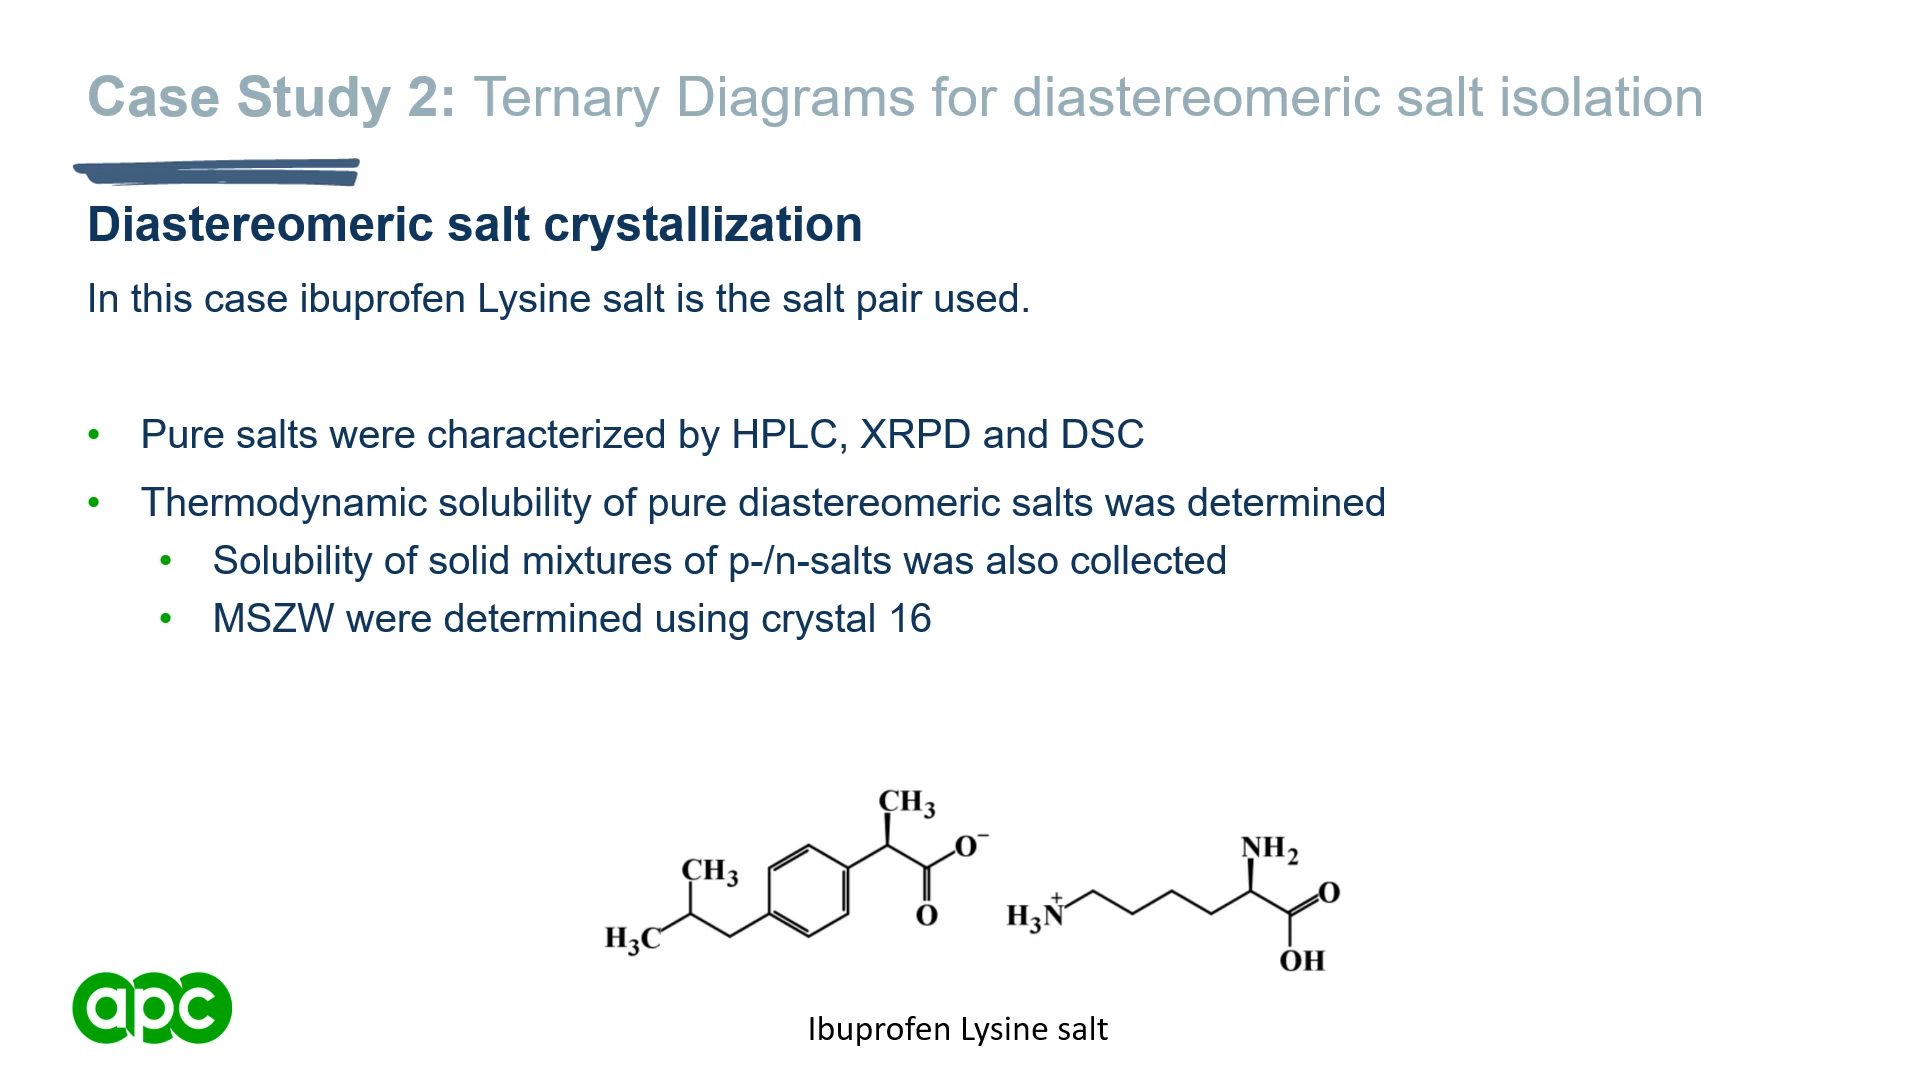 Case Study 2: Ternary Diagrams for diastereomeric salt isolation
Diastereomeric salt crystallization
In this case ibuprofen Lysine salt is the salt pair used.
• Pure salts were characterized by HPLC, XRPD and DSC
• Thermodynamic solubility of pure diastereomeric salts was determined
• Solubility of solid mixtures of p-/n-salts was also collected
• MSZW were determined using crystal 16
CH₃
O⁻
NH₂
CH₃
O
O
H₃N⁺
H₃C
OH
apc
Ibuprofen Lysine salt